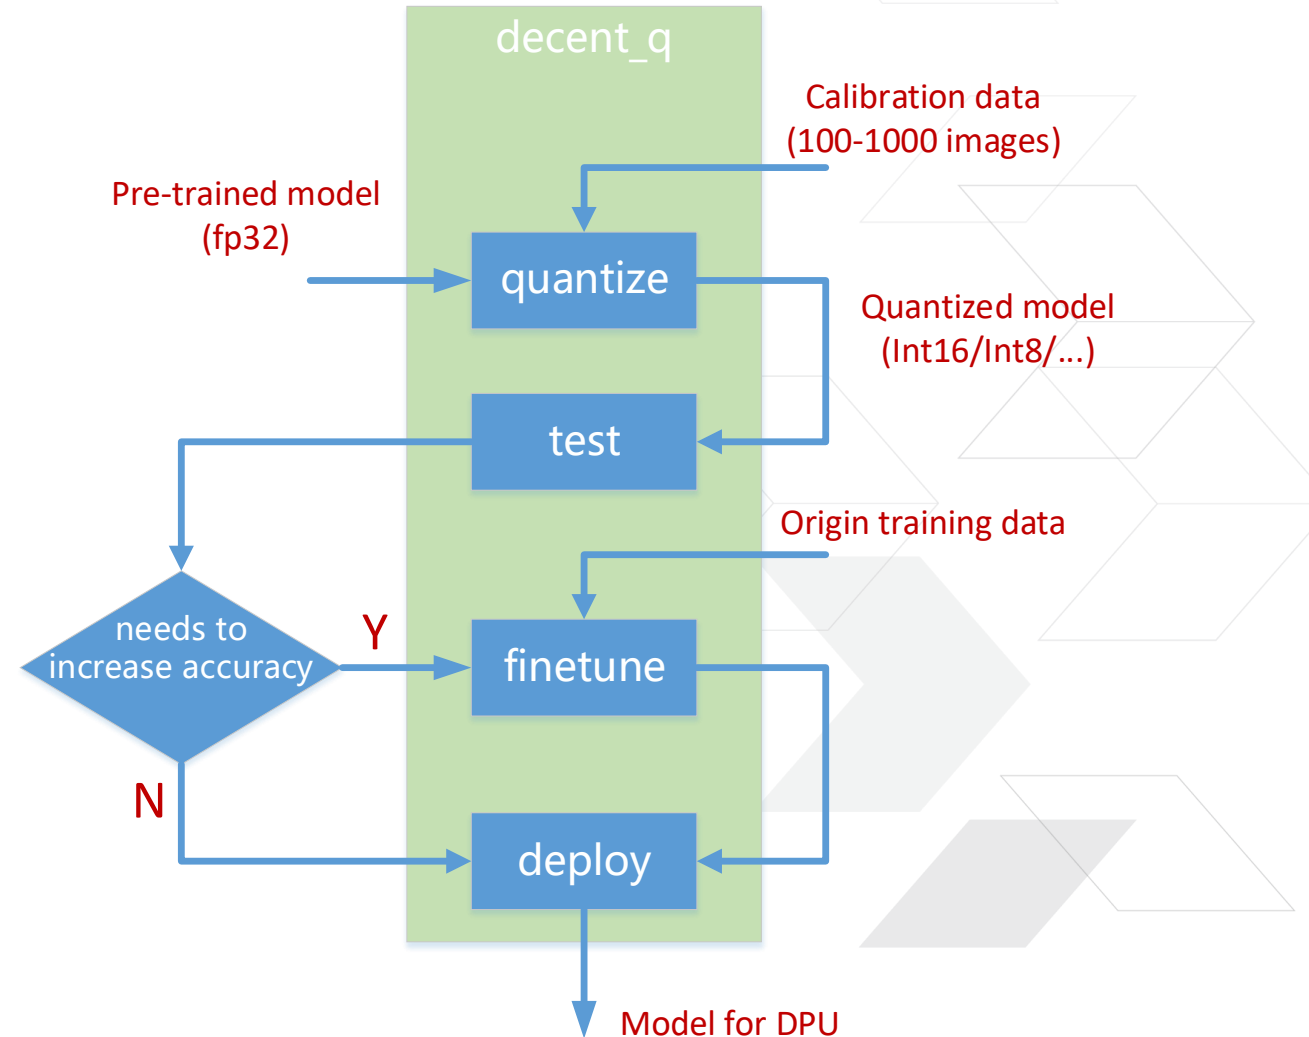 decent_q
Calibration data
(100-1000 images)
Pre-trained model
(fp32)
quantize
Quantized model
(Int16/Int8/...)
test
Origin training data
needs to
increase accuracy
Y
finetune
N
deploy
Model for DPU